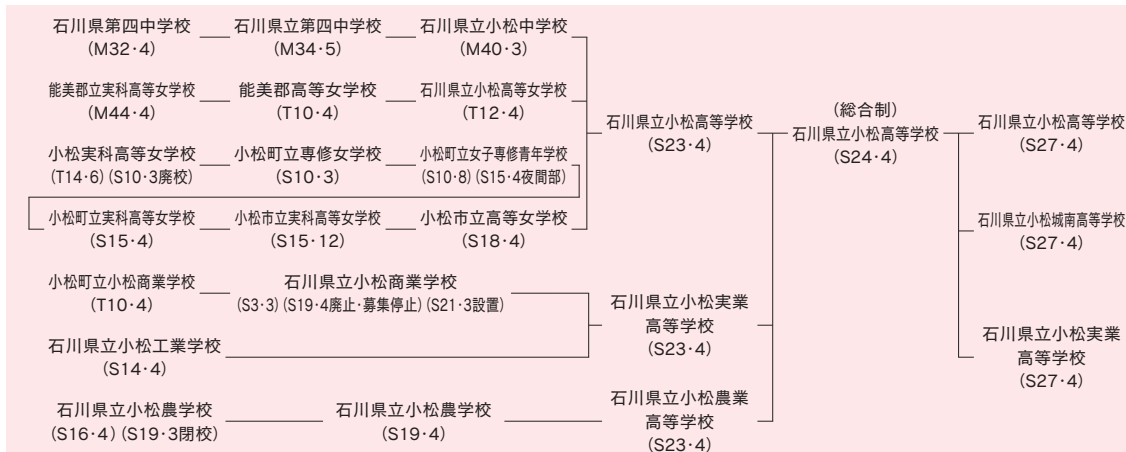 石川県第四中学校
(M32・4)
石川県立第四中学校
(M34・5)
石川県立小松中学校
(M40・3)
能美郡立実科高等女学校
(M44・4)
能美郡高等女学校
(T10・4)
石川県立小松高等女学校
(T12・4)
小松実科高等女学校
(T14・6)(S10・3廃校)
小松町立専修女学校
(S10・3)
小松町立女子専修青年学校
(S10・8)(S15・4夜間部)
小松町立実科高等女学校
(S15・4)
小松市立実科高等女学校
(S15・12)
小松市立高等女学校
(S18・4)
石川県立小松高等学校
(S23・4)
(総合制)
石川県立小松高等学校
(S24・4)
石川県立小松高等学校
(S27・4)
石川県立小松城南高等学校
(S27・4)
小松町立小松商業学校
(T10・4)
石川県立小松商業学校
(S3・3)(S19・4廃止・募集停止)(S21・3設置)
石川県立小松工業学校
(S14・4)
石川県立小松実業
高等学校
(S23・4)
石川県立小松実業
高等学校
(S27・4)
石川県立小松農学校
(S16・4)(S19・3閉校)
石川県立小松農学校
(S19・4)
石川県立小松農業
高等学校
(S23・4)